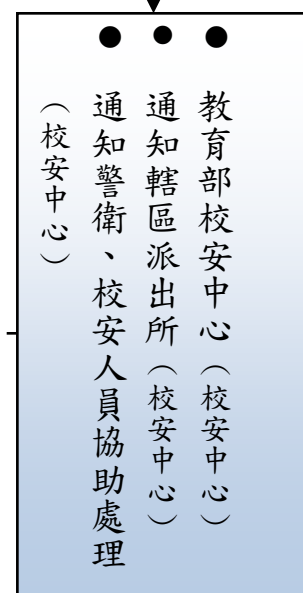 ● 教育部校安中心（校安中心）
● 通知轄區派出所（校安中心）
● 通知警衛、校安人員協助處理
（校安中心）